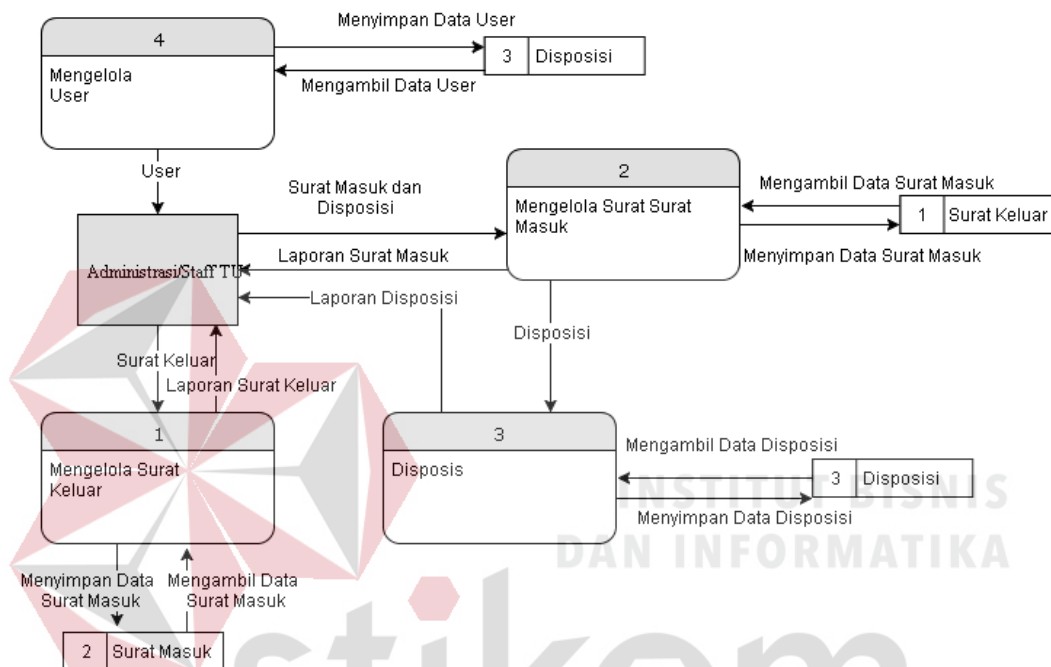 Menyimpan Data User
4
3 Disposisi
Mengelola
User
Mengambil Data User
User
Surat Masuk dan
Disposisi
2
Mengelola Surat Surat
Masuk
Mengambil Data Surat Masuk
1 Surat Keluar
Menyimpan Data Surat Masuk
Laporan Surat Masuk
Administrasi/Staff TU
Laporan Disposisi
Disposisi
Surat Keluar
Laporan Surat Keluar
1
Mengelola Surat
Keluar
3
Disposis
Mengambil Data Disposisi
3 Disposisi
Menyimpan Data Disposisi
INSTITUT BISNIS
DAN INFORMATIKA
Menyimpan Data
Surat Masuk
Mengambil Data
Surat Masuk
2 Surat Masuk
stikom